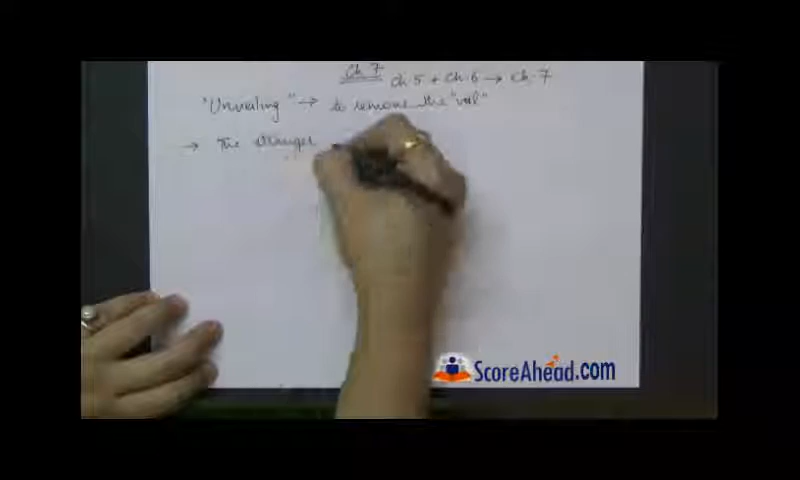 Ch 7 Ch.5 + Ch.6 → Ch.7
"Unveiling" → to remove the "veil"
→ The stranger
ScoreAhead.com